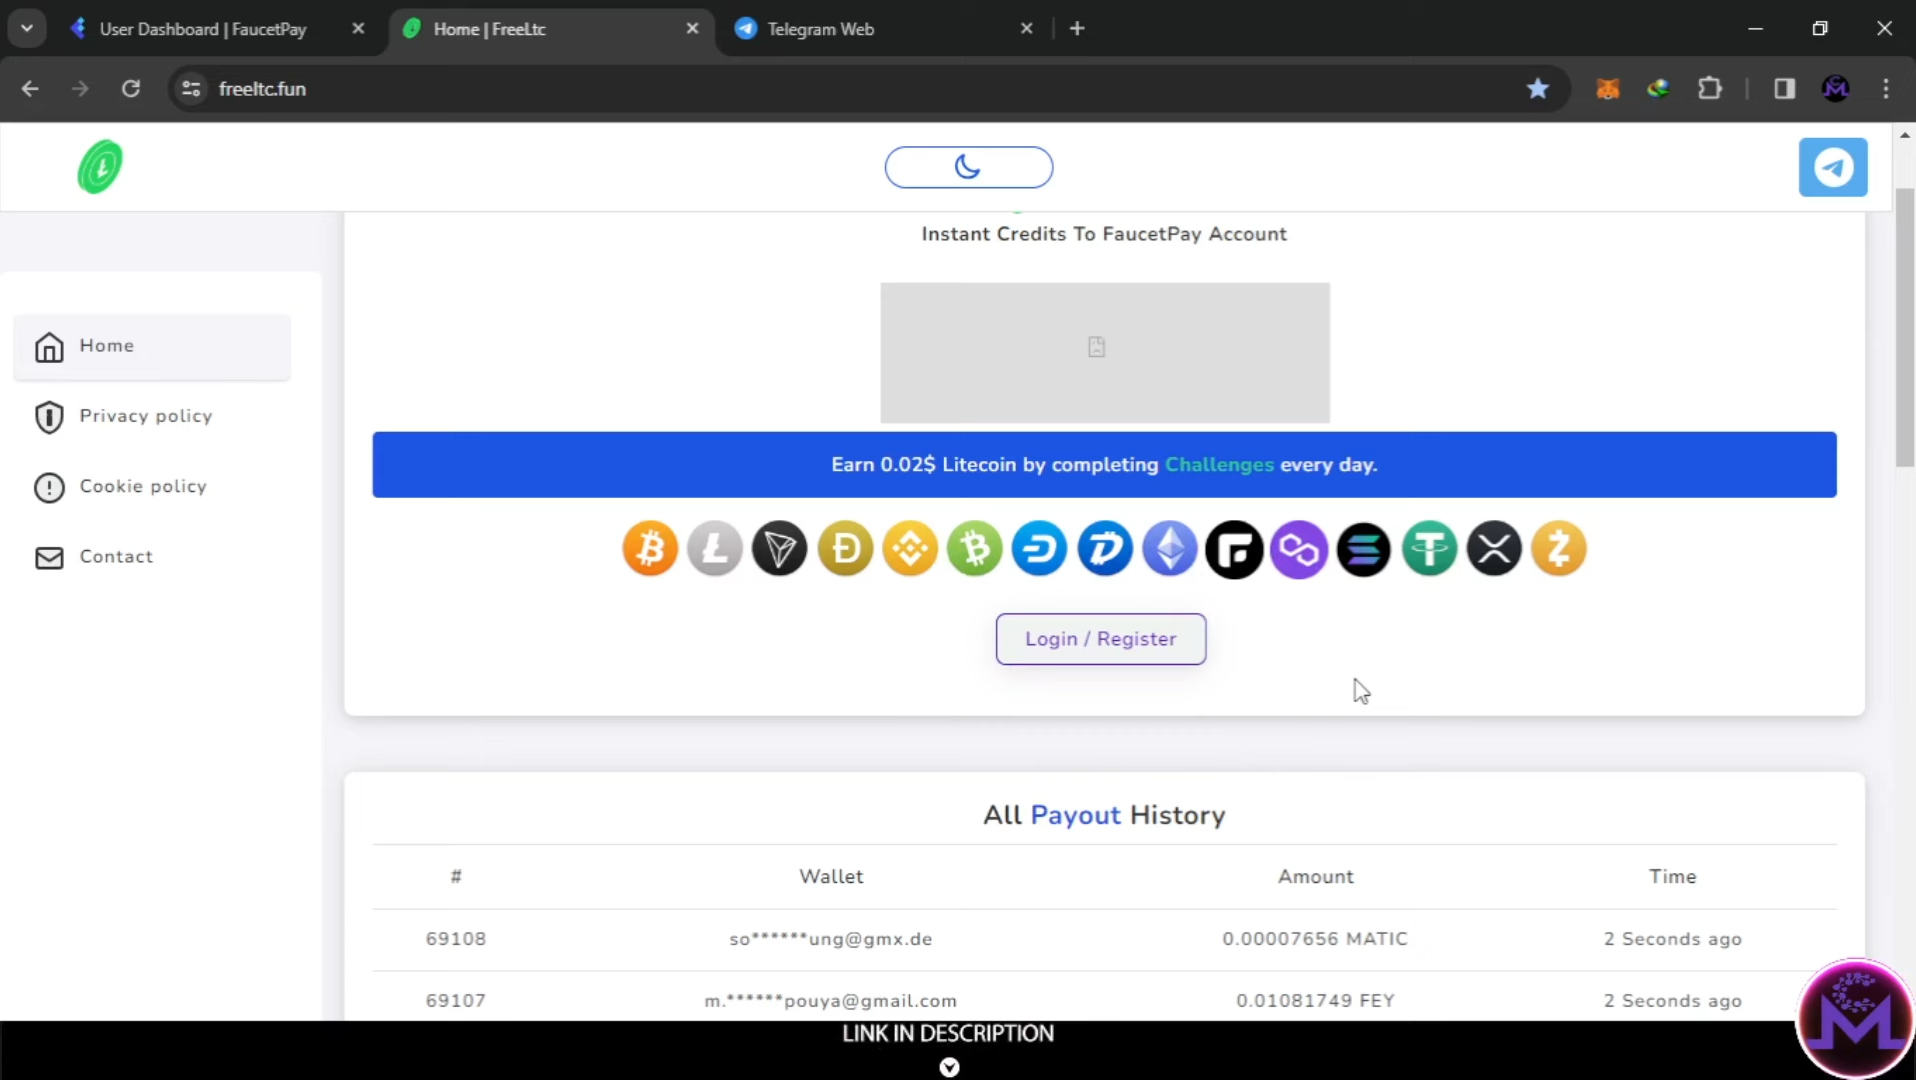 User Dashboard | FaucetPay
Home | FreeLtc
Telegram Web
freeltc.fun
Instant Credits To FaucetPay Account
Home
Privacy policy
Cookie policy
Contact
Earn 0.02$ Litecoin by completing Challenges every day.
Login / Register
All Payout History
# Wallet Amount Time
69108 so******ung@gmx.de 0.00007656 MATIC 2 Seconds ago
69107 m.******pouya@gmail.com 0.01081749 FEY 2 Seconds ago
LINK IN DESCRIPTION